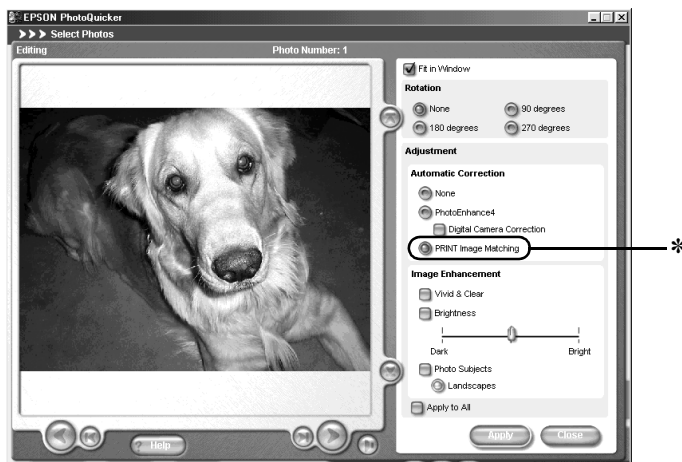 EPSON PhotoQuicker
>>> Select Photos
Editing
Photo Number: 1
Fit in Window
Rotation
None
90 degrees
180 degrees
270 degrees
Adjustment
Automatic Correction
None
PhotoEnhance4
Digital Camera Correction
PRINT Image Matching
*
Image Enhancement
Vivid & Clear
Brightness
Dark
Bright
Photo Subjects
Landscapes
Apply to All
? Help
Apply
Close